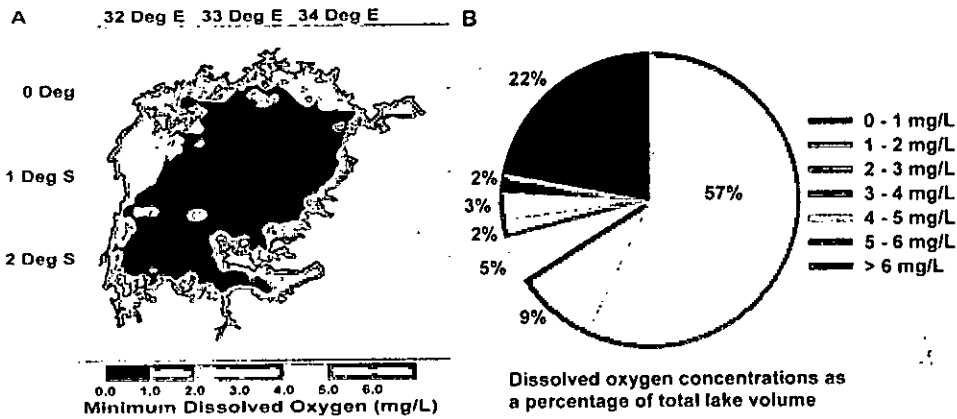 A
32 Deg E 33 Deg E 34 Deg E
0 Deg
1 Deg S
2 Deg S
0.0 1.0 2.0 3.0 4.0 5.0 6.0
Minimum Dissolved Oxygen (mg/L)
B
22%
2%
3%
2%
5%
9%
57%
0 - 1 mg/L
1 - 2 mg/L
2 - 3 mg/L
3 - 4 mg/L
4 - 5 mg/L
5 - 6 mg/L
> 6 mg/L
Dissolved oxygen concentrations as
a percentage of total lake volume